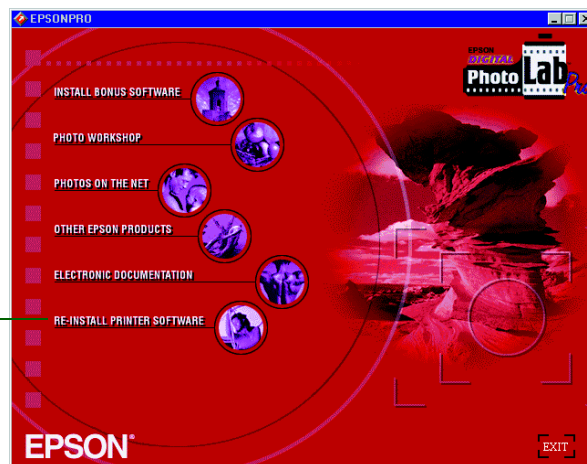 EPSONPRO
EPSON
DIGITAL
Photo Lab
Pro
INSTALL BONUS SOFTWARE
PHOTO WORKSHOP
PHOTOS ON THE NET
OTHER EPSON PRODUCTS
ELECTRONIC DOCUMENTATION
RE-INSTALL PRINTER SOFTWARE
EPSON®
EXIT